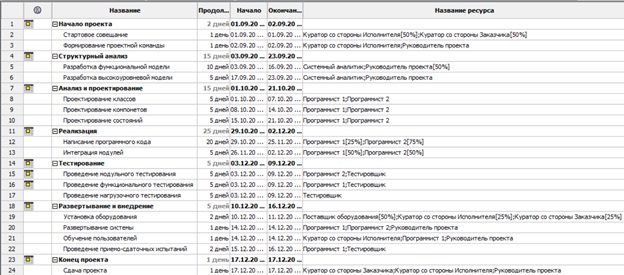 Название Продол... Начало Окончан... Название ресурса
1 Начало проекта 2 дней 01.09.20 ... 02.09.20 ...
2 Стартовое совещание 1 день 01.09.20 ... 01.09.20 ... Куратор со стороны Исполнителя[50%];Куратор со стороны Заказчика[50%]
3 Формирование проектной команды 1 день 02.09.20 ... 02.09.20 ... Куратор со стороны Исполнителя;Руководитель проекта
4 Структурный анализ 15 дней 03.09.20 ... 23.09.20 ...
5 Разработка функциональной модели 10 дней 03.09.20 ... 16.09.20 ... Системный аналитик;Руководитель проекта[50%]
6 Разработка высокоуровневой модели 5 дней 17.09.20 ... 23.09.20 ... Системный аналитик;Руководитель проекта
7 Анализ и проектирование 15 дней 01.10.20 ... 21.10.20 ...
8 Проектирование классов 5 дней 01.10.20 ... 07.10.20 ... Программист 1;Программист 2
9 Проектирование компонетов 5 дней 08.10.20 ... 14.10.20 ... Программист 1;Программист 2
10 Проектирование состояний 5 дней 15.10.20 ... 21.10.20 ... Программист 1;Программист 2
11 Реализация 25 дней 29.10.20 ... 02.12.20 ...
12 Написание программного кода 20 дней 29.10.20 ... 25.11.20 ... Программист 1[25%];Программист 2[75%]
13 Интеграция модулей 5 дней 26.11.20 ... 02.12.20 ... Программист 1[50%];Программист 2[50%]
14 Тестирование 5 дней 03.12.20 ... 09.12.20 ...
15 Проведение модульного тестирования 5 дней 03.12.20 ... 09.12.20 ... Программист 2;Тестировщик
16 Проведение функционального тестирования 5 дней 03.12.20 ... 09.12.20 ... Программист 1;Тестировщик
17 Проведение нагрузочного тестирования 5 дней 03.12.20 ... 09.12.20 ... Тестировщик
18 Развертывание и внедрение 5 дней 10.12.20 ... 16.12.20 ...
19 Установка оборудования 2 дней 10.12.20 ... 11.12.20 ... Поставщик оборудования[50%];Куратор со стороны Исполнителя[25%];Куратор со стороны Заказчика[25%]
20 Развертывание системы 1 день 14.12.20 ... 14.12.20 ... Программист 1;Программист 2;Руководитель проекта
21 Обучение пользователей 1 день 14.12.20 ... 14.12.20 ... Куратор со стороны Исполнителя;Программист 1;Руководитель проекта
22 Проведение приемо-сдаточных испытаний 2 дней 15.12.20 ... 16.12.20 ... Программист 1;Тестировщик
23 Конец проекта 1 день 17.12.20 ... 17.12.20 ...
24 Сдача проекта 1 день 17.12.20 ... 17.12.20 ... Куратор со стороны Заказчика;Куратор со стороны Исполнителя;Руководитель проекта